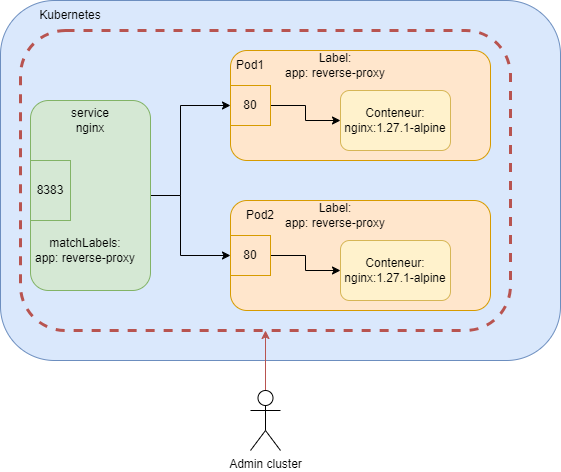 Kubernetes
service
nginx
8383
matchLabels:
app: reverse-proxy
Pod1
Label:
app: reverse-proxy
80
Conteneur:
nginx:1.27.1-alpine
Pod2
Label:
app: reverse-proxy
80
Conteneur:
nginx:1.27.1-alpine
Admin cluster